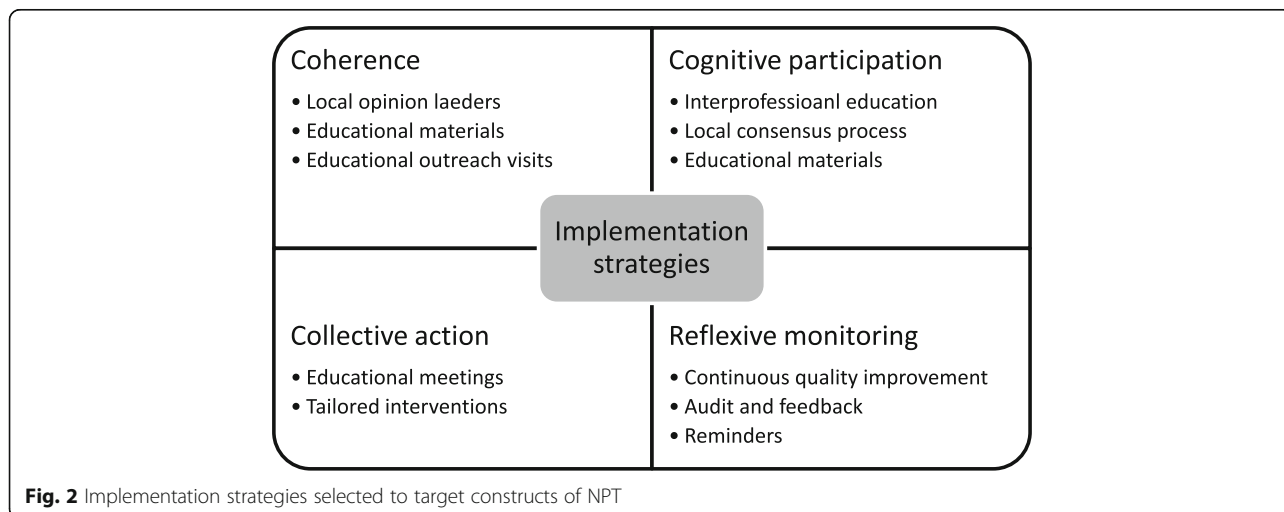 Coherence
• Local opinion laeders
• Educational materials
• Educational outreach visits
Cognitive participation
• Interprofessioanl education
• Local consensus process
• Educational materials
Implementation
strategies
Collective action
• Educational meetings
• Tailored interventions
Reflexive monitoring
• Continuous quality improvement
• Audit and feedback
• Reminders
Fig. 2 Implementation strategies selected to target constructs of NPT